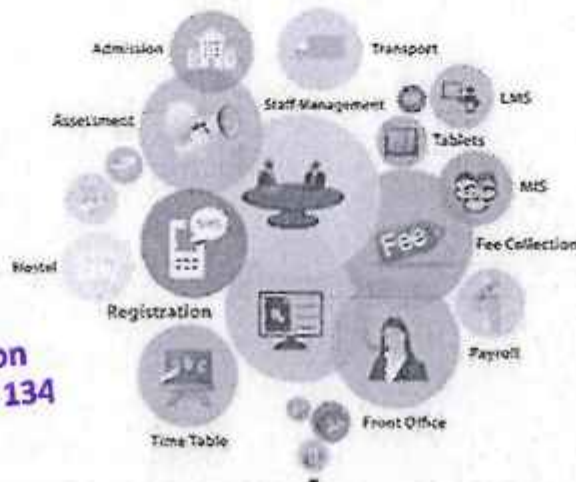 Admission
Transport
Assessment
Staff Management
LMS
Tablets
MIS
Fee
Fee Collection
SMS
Hostel
Registration
Payroll
on
134
Front Office
Time Table